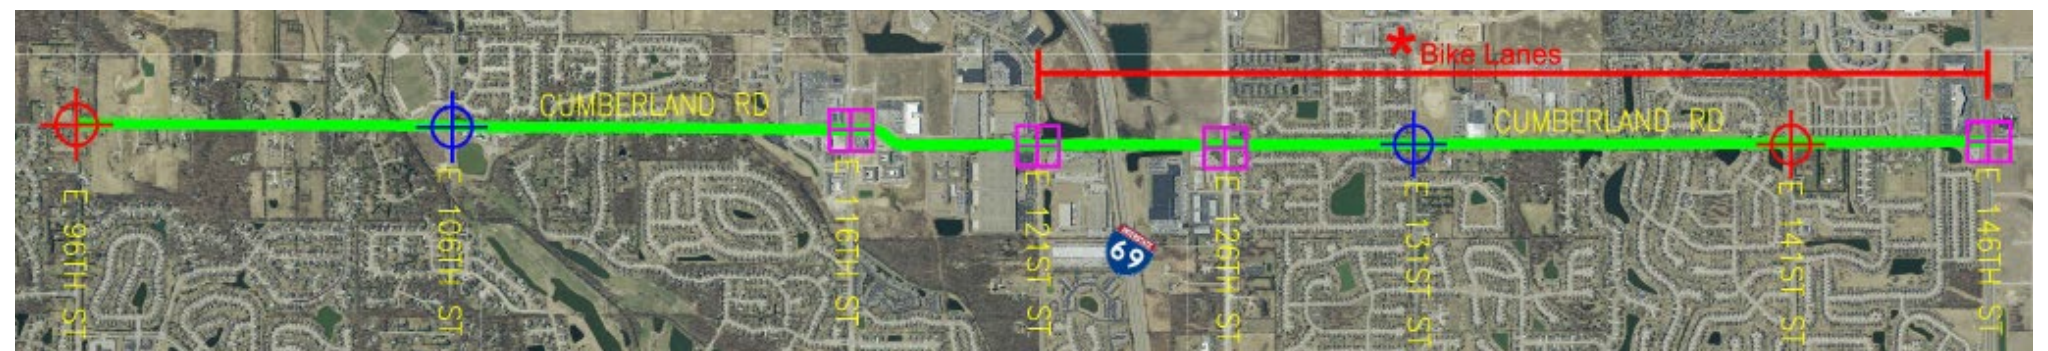 * Bike Lanes
CUMBERLAND RD
CUMBERLAND RD
E 96TH ST
E 106TH ST
E 116TH ST
E 121ST ST
INTERSTATE
69
E 126TH ST
E 131ST ST
E 141ST ST
E 146TH ST